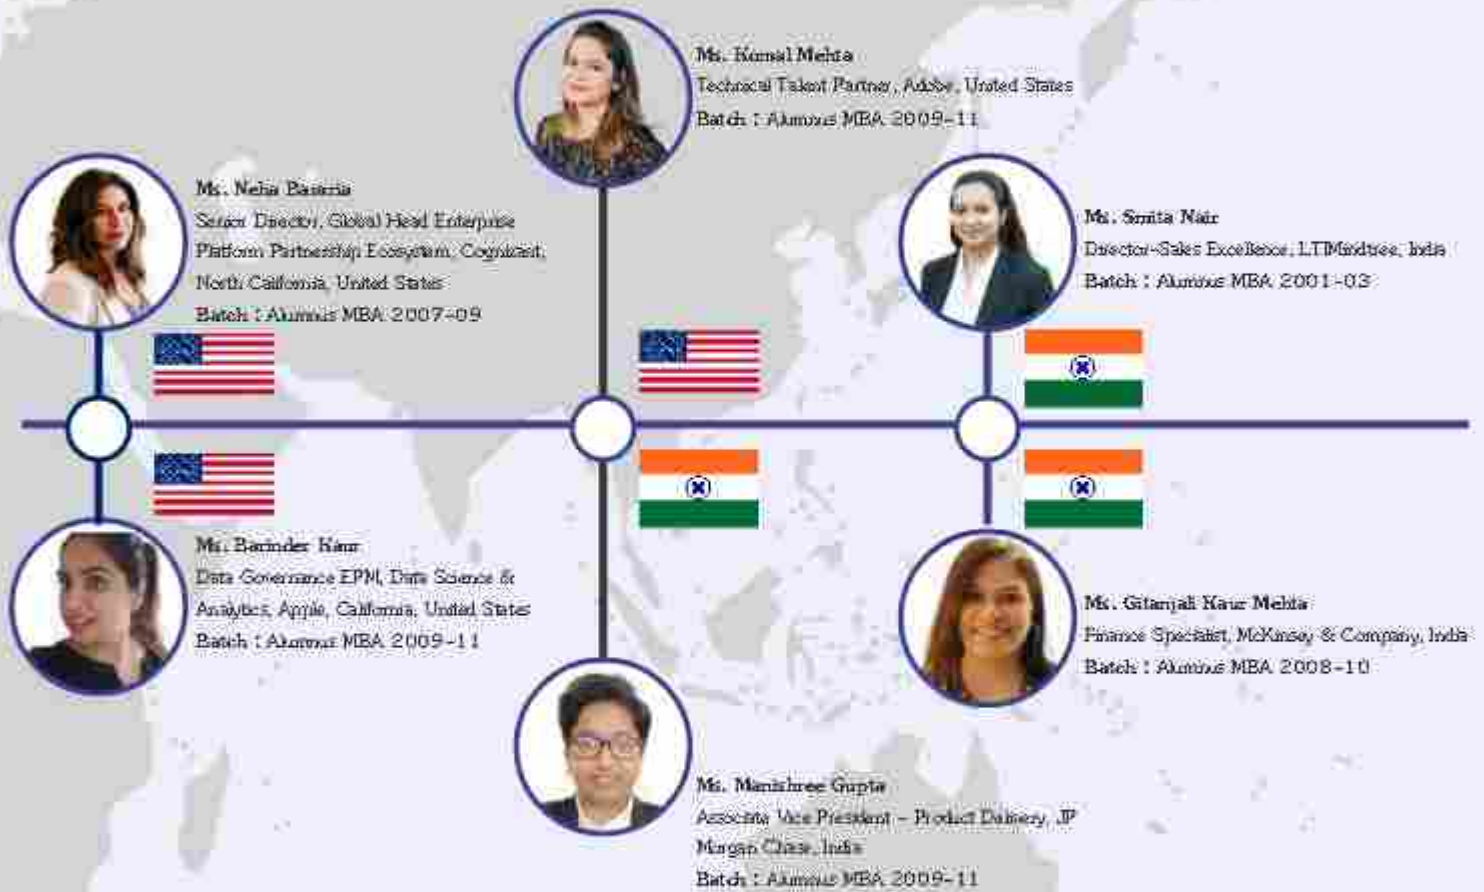 Ms. Komal Mehta
Technical Talent Partner, Adobe, United States
Batch : Alumnus MBA 2009-11
Ms. Neha
Senior Director, Global Head Enterprise
Platform Partnership Ecosystem, Cognizant,
North California, United States
Batch : Alumnus MBA 2007-09
Ms. Smita Nair
Director-Sales Excellence, LTIMindtree, India
Batch : Alumnus MBA 2001-03
Ms. Barinder Kaur
Data Governance EPM, Data Science &
Analytics, Apple, California, United States
Batch : Alumnus MBA 2009-11
Ms. Gitanjali Kaur Mehta
Finance Specialist, McKinsey & Company, India
Batch : Alumnus MBA 2008-10
Ms. Manishree Gupta
Associate Vice President - Product Delivery, JP
Morgan Chase, India
Batch : Alumnus MBA 2009-11